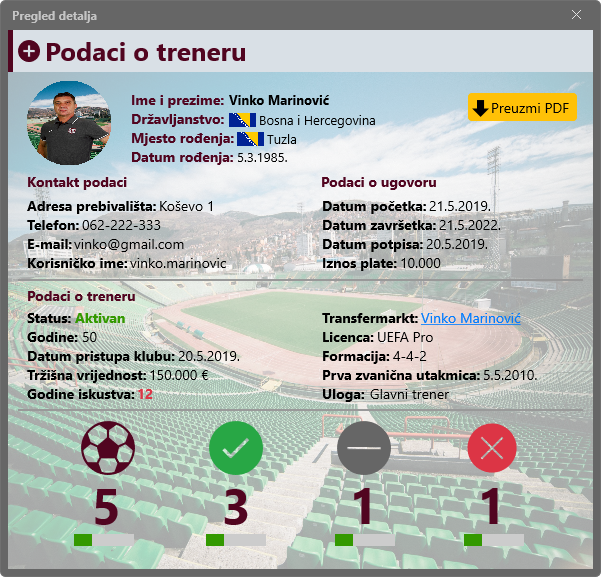 Pregled detalja
Podaci o treneru
Ime i prezime: Vinko Marinović
Državljanstvo: Bosna i Hercegovina
Mjesto rođenja: Tuzla
Datum rođenja: 5.3.1985.
Preuzmi PDF
Kontakt podaci
Adresa prebivališta: Koševo 1
Telefon: 062-222-333
E-mail: vinko@gmail.com
Korisničko ime: vinko.marinovic
Podaci o ugovoru
Datum početka: 21.5.2019.
Datum završetka: 21.5.2022.
Datum potpisa: 20.5.2019.
Iznos plate: 10.000
Podaci o treneru
Status: Aktivan
Godine: 50
Datum pristupa klubu: 20.5.2019.
Tržišna vrijednost: 150.000 €
Godine iskustva: 12
Transfermarkt: Vinko Marinović
Licenca: UEFA Pro
Formacija: 4-4-2
Prva zvanična utakmica: 5.5.2010.
Uloga: Glavni trener
5 3 1 1